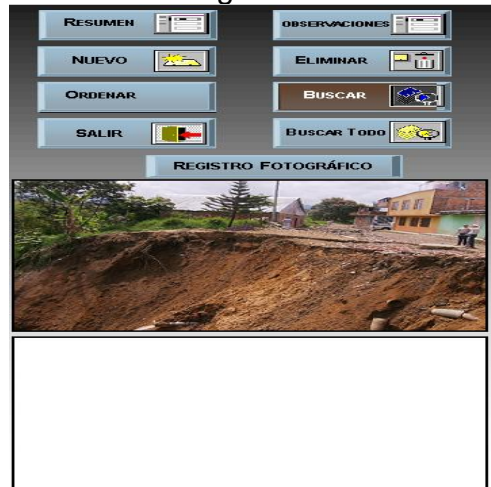 RESUMEN
OBSERVACIONES
NUEVO
ELIMINAR
ORDENAR
BUSCAR
SALIR
BUSCAR TODO
REGISTRO FOTOGRÁFICO